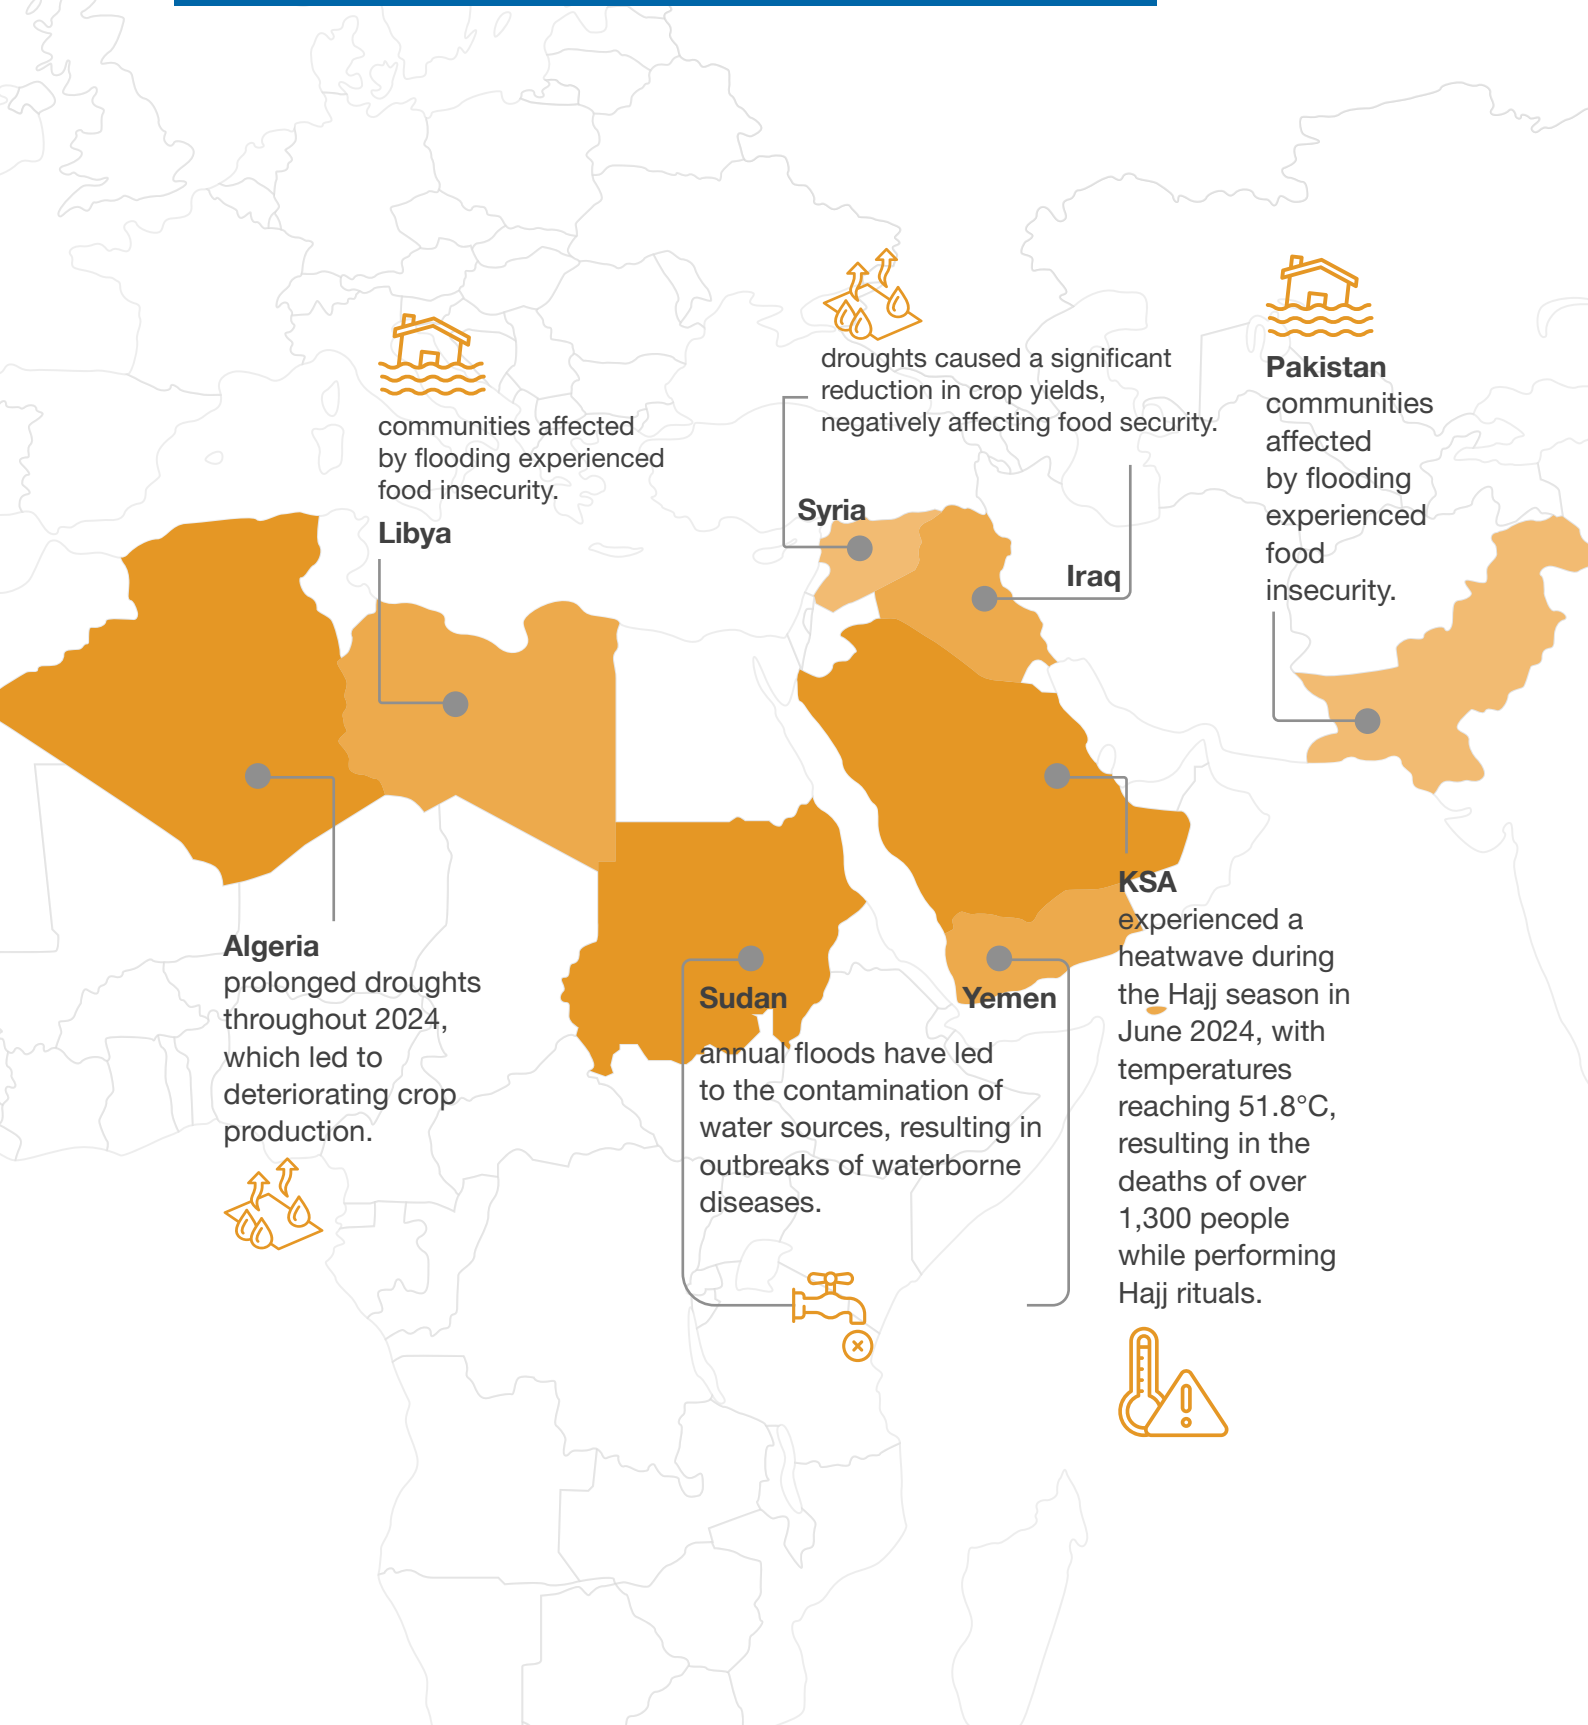 droughts caused a significant
reduction in crop yields,
negatively affecting food security.
Syria
Iraq
Pakistan
communities
affected
by flooding
experienced
food
insecurity.
communities affected
by flooding experienced
food insecurity.
Libya
Algeria
prolonged droughts
throughout 2024,
which led to
deteriorating crop
production.
Sudan
Yemen
annual floods have led
to the contamination of
water sources, resulting in
outbreaks of waterborne
diseases.
KSA
experienced a
heatwave during
the Hajj season in
June 2024, with
temperatures
reaching 51.8°C,
resulting in the
deaths of over
1,300 people
while performing
Hajj rituals.